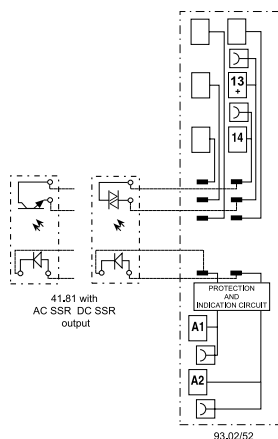 13
+
14
41.81 with
AC SSR DC SSR
output
PROTECTION
AND
INDICATION CIRCUIT
A1
A2
93.02/52